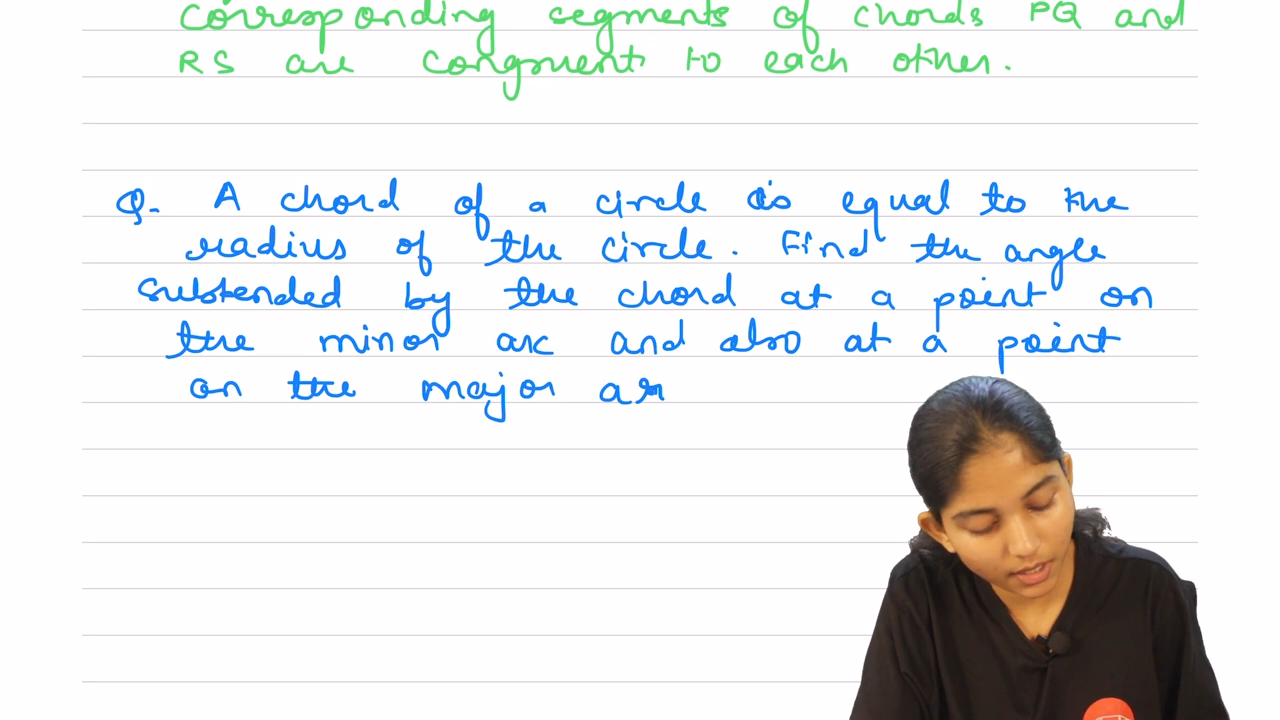 corresponding segments of chords PQ and
RS are congruent to each other.
Q. A chord of a circle is equal to the
radius of the circle. Find the angle
subtended by the chord at a point on
the minor arc and also at a point
on the major ar